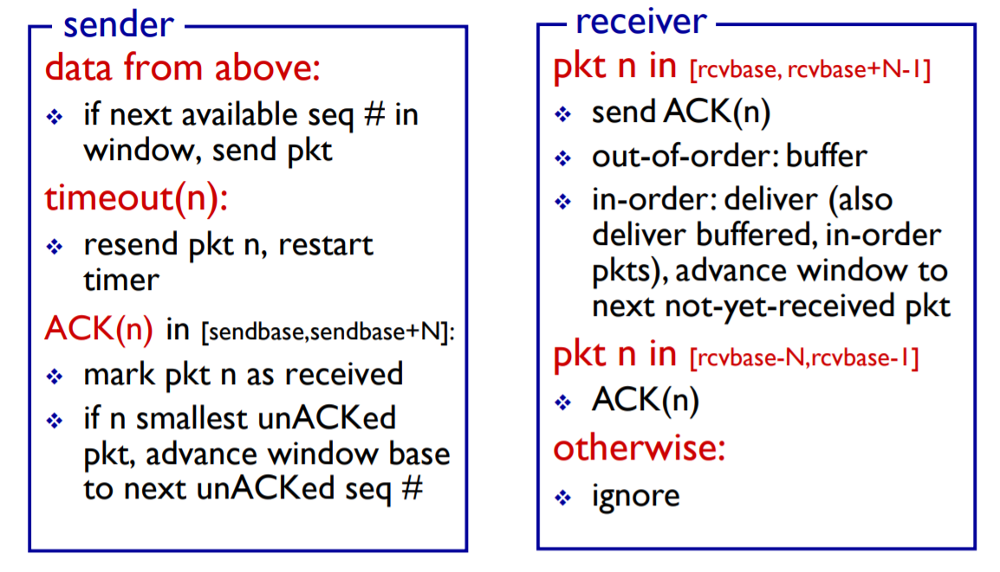 sender
data from above:
if next available seq # in
window, send pkt
timeout(n):
resend pkt n, restart
timer
ACK(n) in [sendbase,sendbase+N]:
mark pkt n as received
if n smallest unACKed
pkt, advance window base
to next unACKed seq #
receiver
pkt n in [rcvbase, rcvbase+N-1]
send ACK(n)
out-of-order: buffer
in-order: deliver (also
deliver buffered, in-order
pkts), advance window to
next not-yet-received pkt
pkt n in [rcvbase-N,rcvbase-1]
ACK(n)
otherwise:
ignore